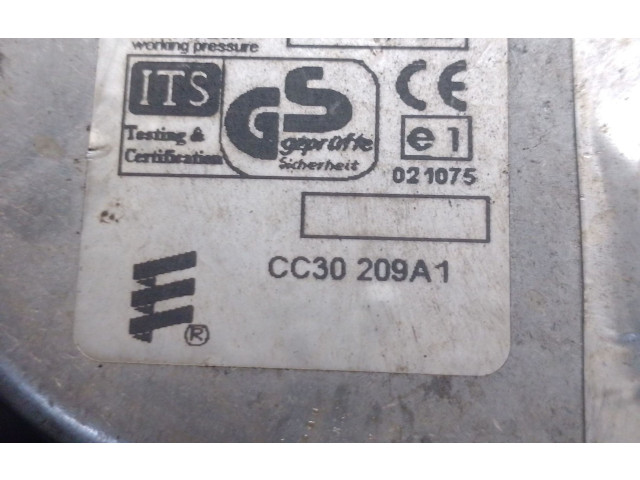 working pressure
ITS
Testing &
Certification
GS
geprüfte
Sicherheit
CE
e1
021075
CC30 209A1
®